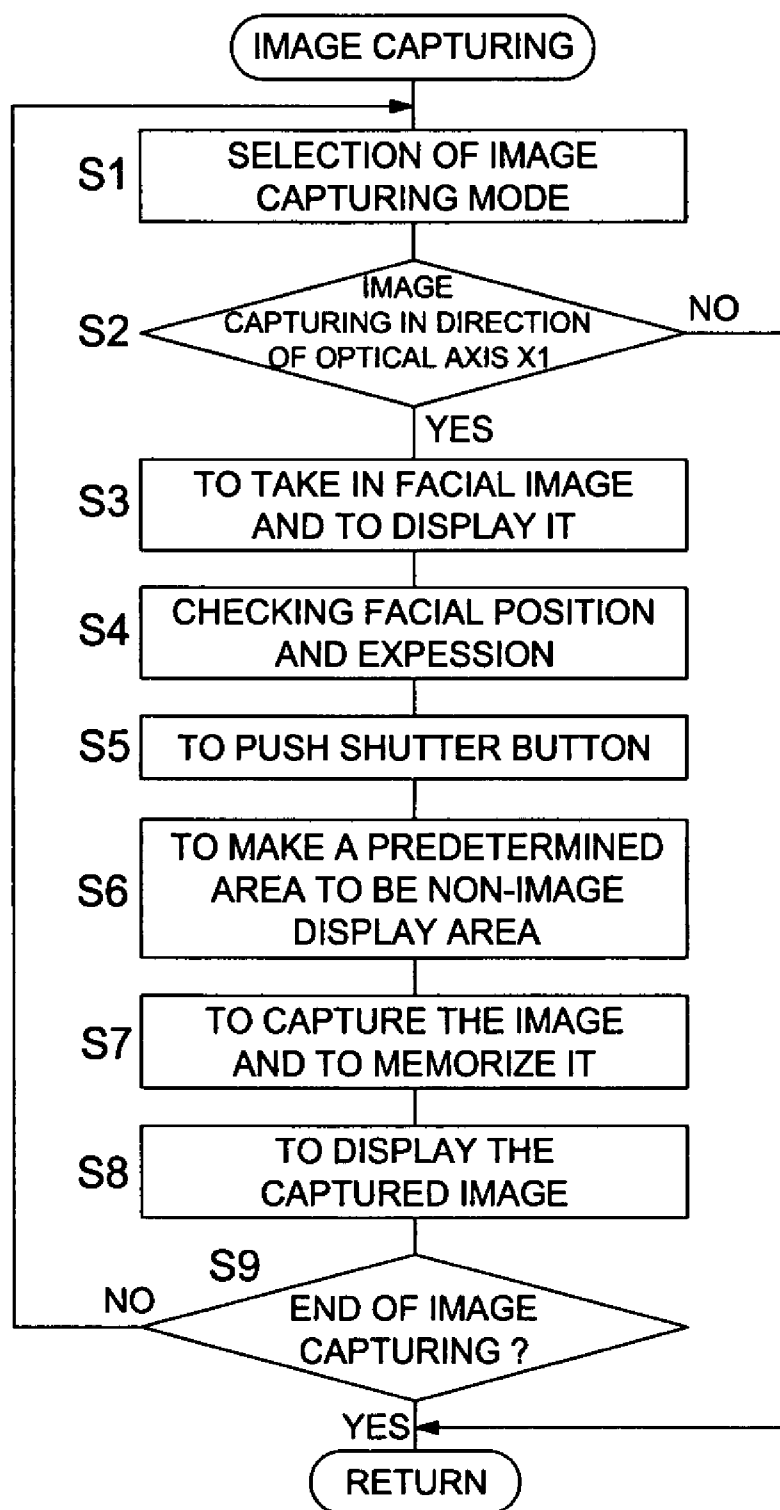 IMAGE CAPTURING
S1
SELECTION OF IMAGE
CAPTURING MODE
S2
IMAGE
CAPTURING IN DIRECTION
OF OPTICAL AXIS X1
NO
YES
S3
TO TAKE IN FACIAL IMAGE
AND TO DISPLAY IT
S4
CHECKING FACIAL POSITION
AND EXPESSION
S5
TO PUSH SHUTTER BUTTON
S6
TO MAKE A PREDETERMINED
AREA TO BE NON-IMAGE
DISPLAY AREA
S7
TO CAPTURE THE IMAGE
AND TO MEMORIZE IT
S8
TO DISPLAY THE
CAPTURED IMAGE
S9
NO
END OF IMAGE
CAPTURING ?
YES
RETURN